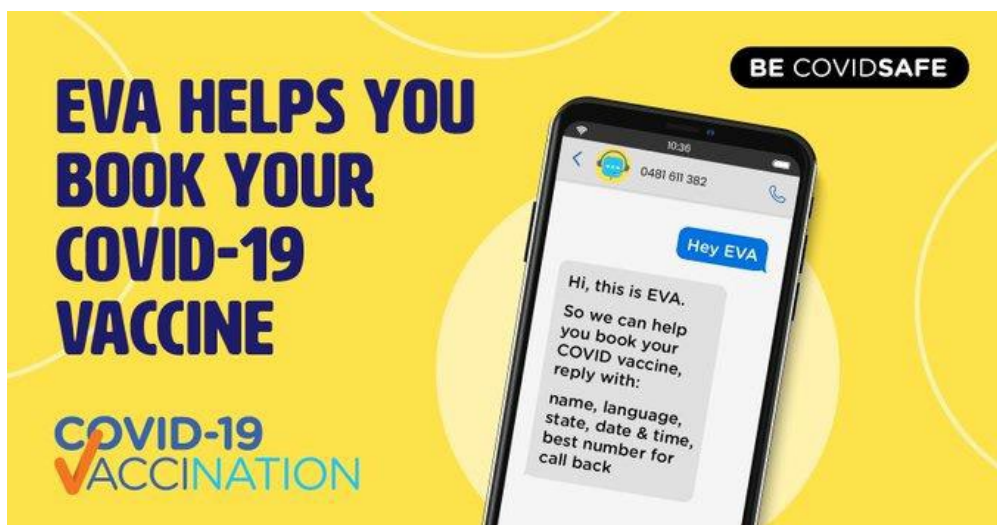 EVA HELPS YOU
BOOK YOUR
COVID-19
VACCINE
COVID-19
VACCINATION
BE COVIDSAFE
10:36
0481 611 382
Hey EVA
Hi, this is EVA.
So we can help
you book your
COVID vaccine,
reply with:
name, language,
state, date & time,
best number for
call back